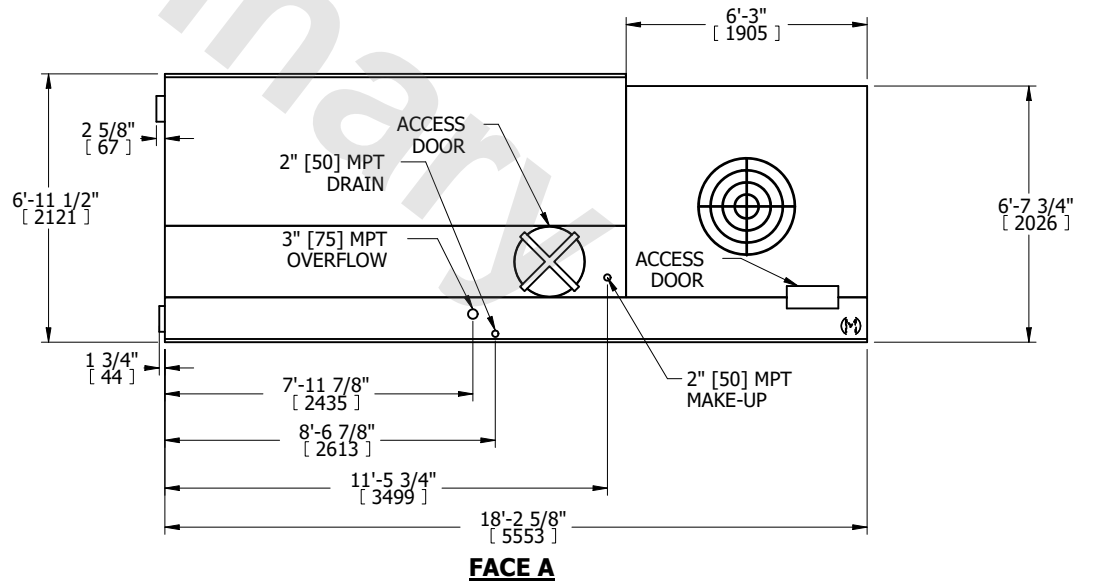 6'-3"
[ 1905 ]
2 5/8"
[ 67 ]
ACCESS
DOOR
2" [50] MPT
DRAIN
6'-11 1/2"
[ 2121 ]
3" [75] MPT
OVERFLOW
ACCESS
DOOR
6'-7 3/4"
[ 2026 ]
M
1 3/4"
[ 44 ]
7'-11 7/8"
[ 2435 ]
2" [50] MPT
MAKE-UP
8'-6 7/8"
[ 2613 ]
11'-5 3/4"
[ 3499 ]
18'-2 5/8"
[ 5553 ]
FACE A
inary